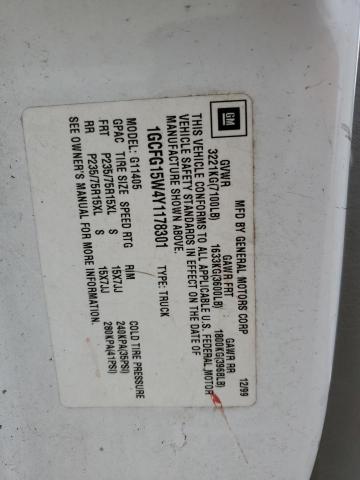 GM
MFD BY GENERAL MOTORS CORP 12/99
GVWR GAWR FRT GAWR RR
3221KG(7100LB) 1633KG(3600LB) 1800KG(3968LB)
THIS VEHICLE CONFORMS TO ALL APPLICABLE U.S. FEDERAL MOTOR
VEHICLE SAFETY STANDARDS IN EFFECT ON THE DATE OF
MANUFACTURE SHOWN ABOVE.
1GCFG15W4Y1178301 TYPE: TRUCK
MODEL: G11405
GPAC TIRE SIZE SPEED RTG RIM COLD TIRE PRESSURE
FRT P235/75R15XL S 15X7JJ 240KPA(35PSI)
RR P235/75R15XL S 15X7JJ 280KPA(41PSI)
SEE OWNER'S MANUAL FOR MORE INFORMATION